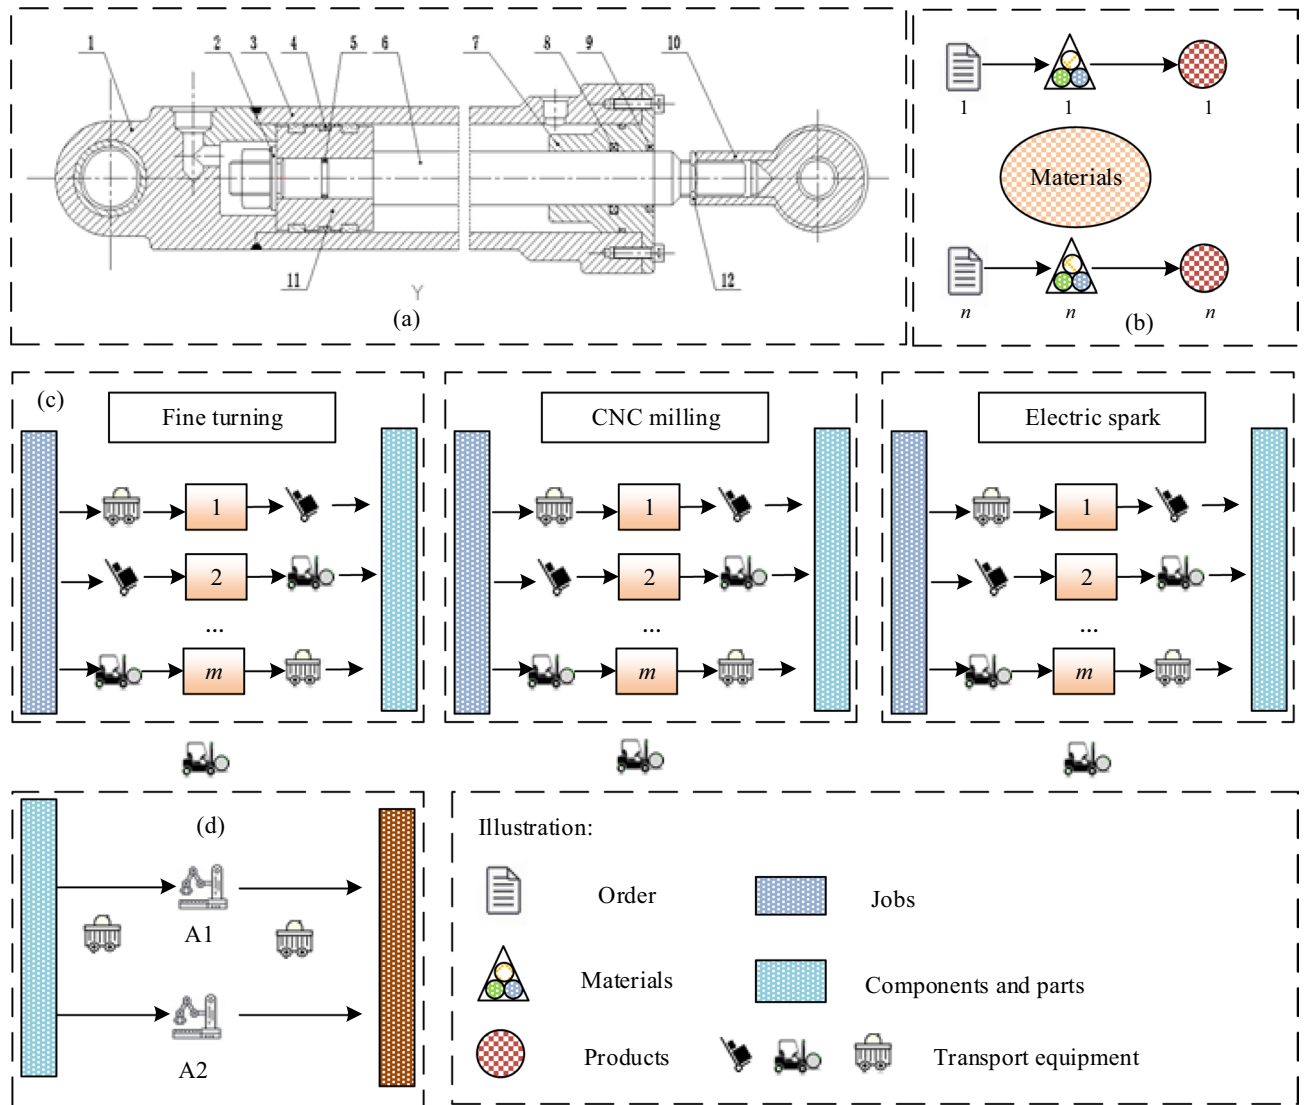 1 2 3 4 5 6 7 8 9 10
11 Y 12
(a)
1 1 1
Materials
n n n
(b)
(c)
Fine turning
1
2
...
m
CNC milling
1
2
...
m
Electric spark
1
2
...
m
(d)
A1
A2
Illustration:
Order
Jobs
Materials
Components and parts
Products
Transport equipment